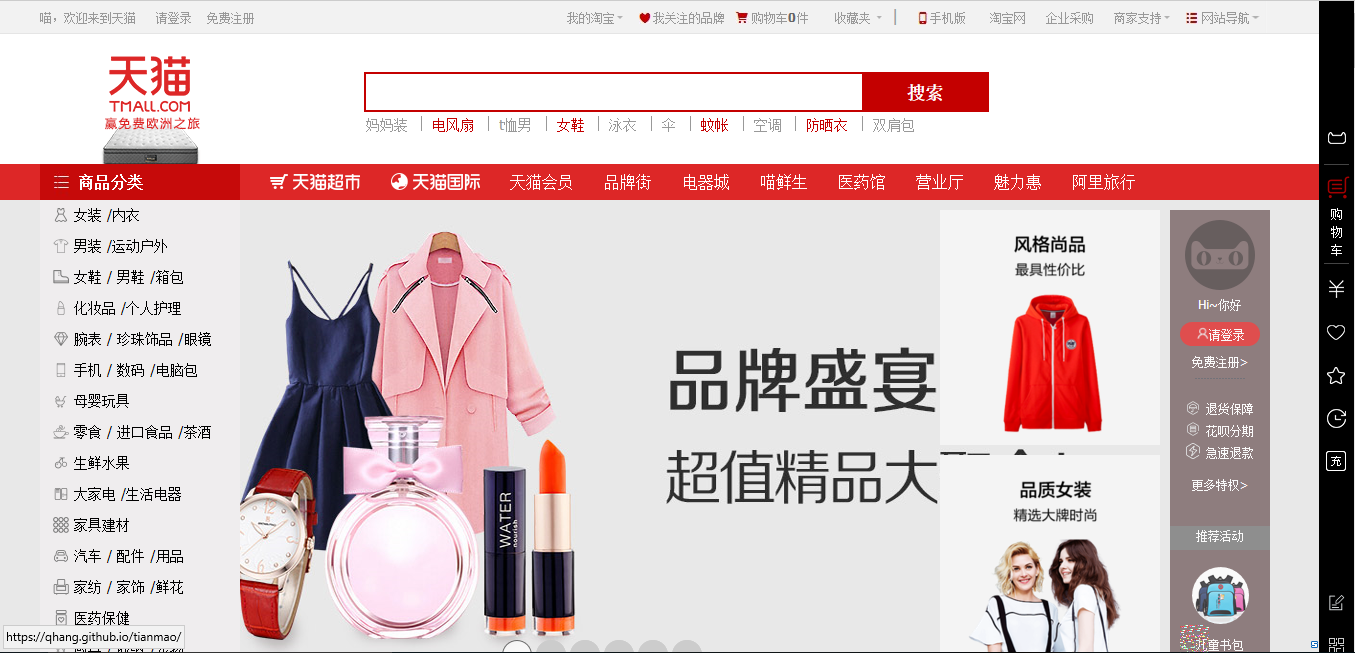 喵，欢迎来到天猫 请登录 免费注册 我的淘宝 我关注的品牌 购物车0件 收藏夹 手机版 淘宝网 企业采购 商家支持 网站导航
天猫
TMALL.COM
赢免费欧洲之旅
搜索
妈妈装 电风扇 t恤男 女鞋 泳衣 伞 蚊帐 空调 防晒衣 双肩包
商品分类 天猫超市 天猫国际 天猫会员 品牌街 电器城 喵鲜生 医药馆 营业厅 魅力惠 阿里旅行
女装 /内衣
男装 /运动户外
女鞋 / 男鞋 /箱包
化妆品 /个人护理
腕表 / 珍珠饰品 /眼镜
手机 / 数码 /电脑包
母婴玩具
零食 / 进口食品 /茶酒
生鲜水果
大家电 /生活电器
家具建材
汽车 / 配件 /用品
家纺 / 家饰 /鲜花
医药保健
https://qhang.github.io/tianmao/
WATER
nourish
品牌盛宴
超值精品大
风格尚品
最具性价比
品质女装
精选大牌时尚
Hi~你好
请登录
免费注册>
退货保障
花呗分期
急速退款
更多特权>
推荐活动
儿童书包
购物车
充